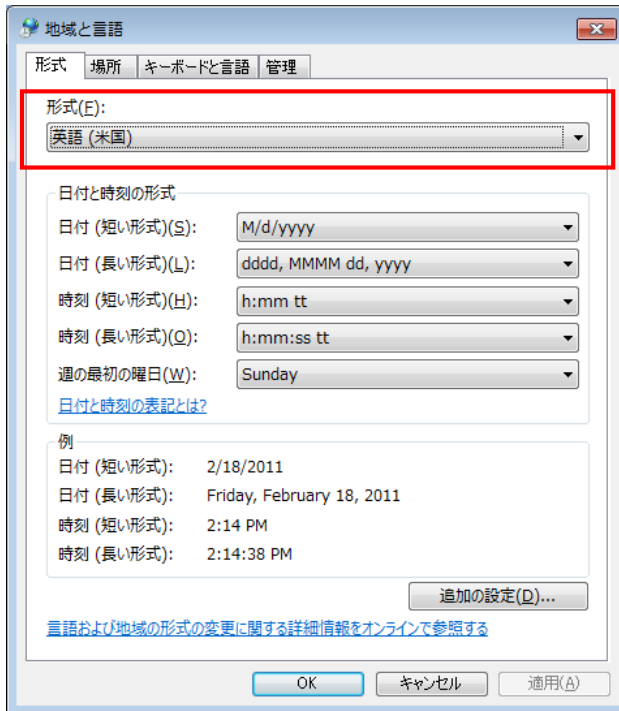 地域と言語
形式 場所 キーボードと言語 管理
形式(F):
英語 (米国)
日付と時刻の形式
日付 (短い形式)(S): M/d/yyyy
日付 (長い形式)(L): dddd, MMMM dd, yyyy
時刻 (短い形式)(H): h:mm tt
時刻 (長い形式)(O): h:mm:ss tt
週の最初の曜日(W): Sunday
日付と時刻の表記とは?
例
日付 (短い形式): 2/18/2011
日付 (長い形式): Friday, February 18, 2011
時刻 (短い形式): 2:14 PM
時刻 (長い形式): 2:14:38 PM
追加の設定(D)...
言語および地域の形式の変更に関する詳細情報をオンラインで参照する
OK キャンセル 適用(A)